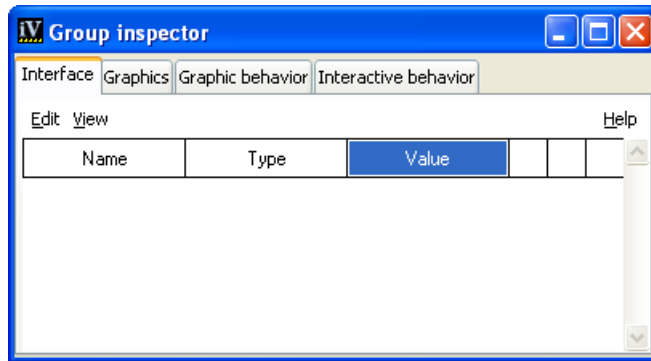 iV Group inspector
Interface Graphics Graphic behavior Interactive behavior
Edit View Help
Name Type Value